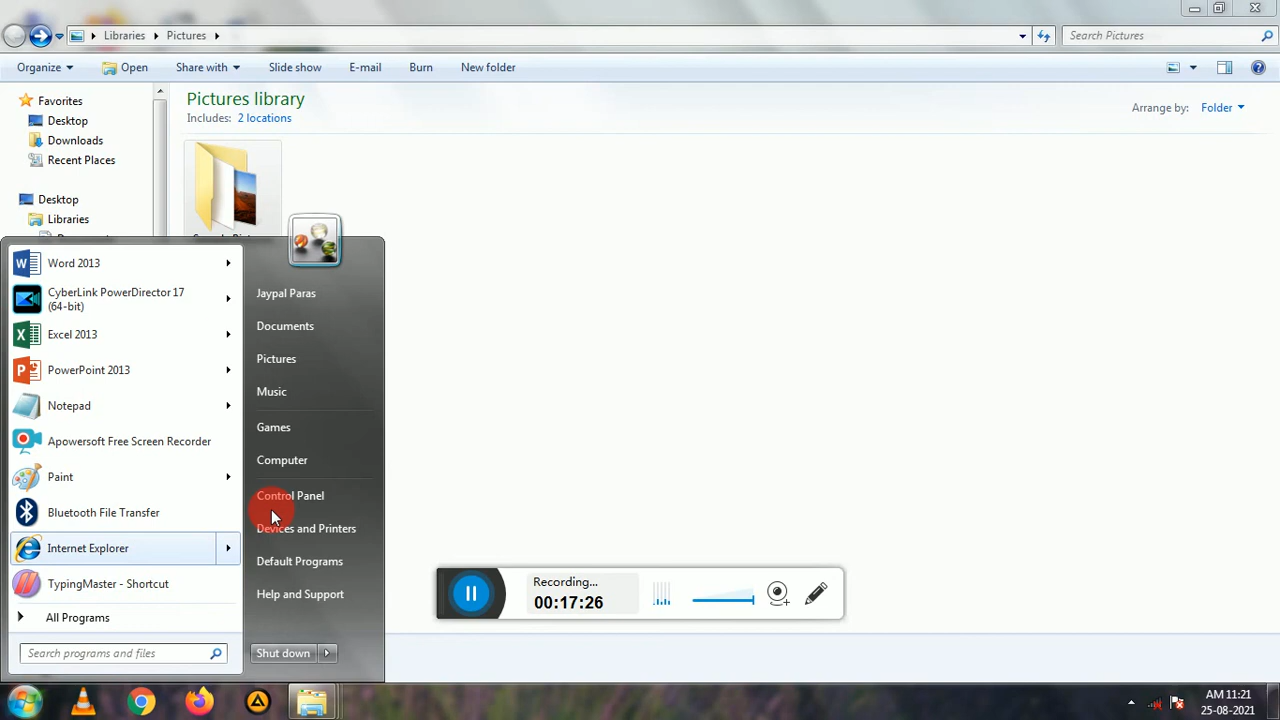 Libraries Pictures Search Pictures
Organize Open Share with Slide show E-mail Burn New folder
Favorites
Desktop
Downloads
Recent Places
Desktop
Libraries
Pictures library
Includes: 2 locations
Arrange by: Folder
Word 2013
CyberLink PowerDirector 17
(64-bit)
Excel 2013
PowerPoint 2013
Notepad
Apowersoft Free Screen Recorder
Paint
Bluetooth File Transfer
Internet Explorer
TypingMaster - Shortcut
All Programs
Search programs and files
Jaypal Paras
Documents
Pictures
Music
Games
Computer
Control Panel
Devices and Printers
Default Programs
Help and Support
Shut down
Recording...
00:17:26
AM 11:21
25-08-2021